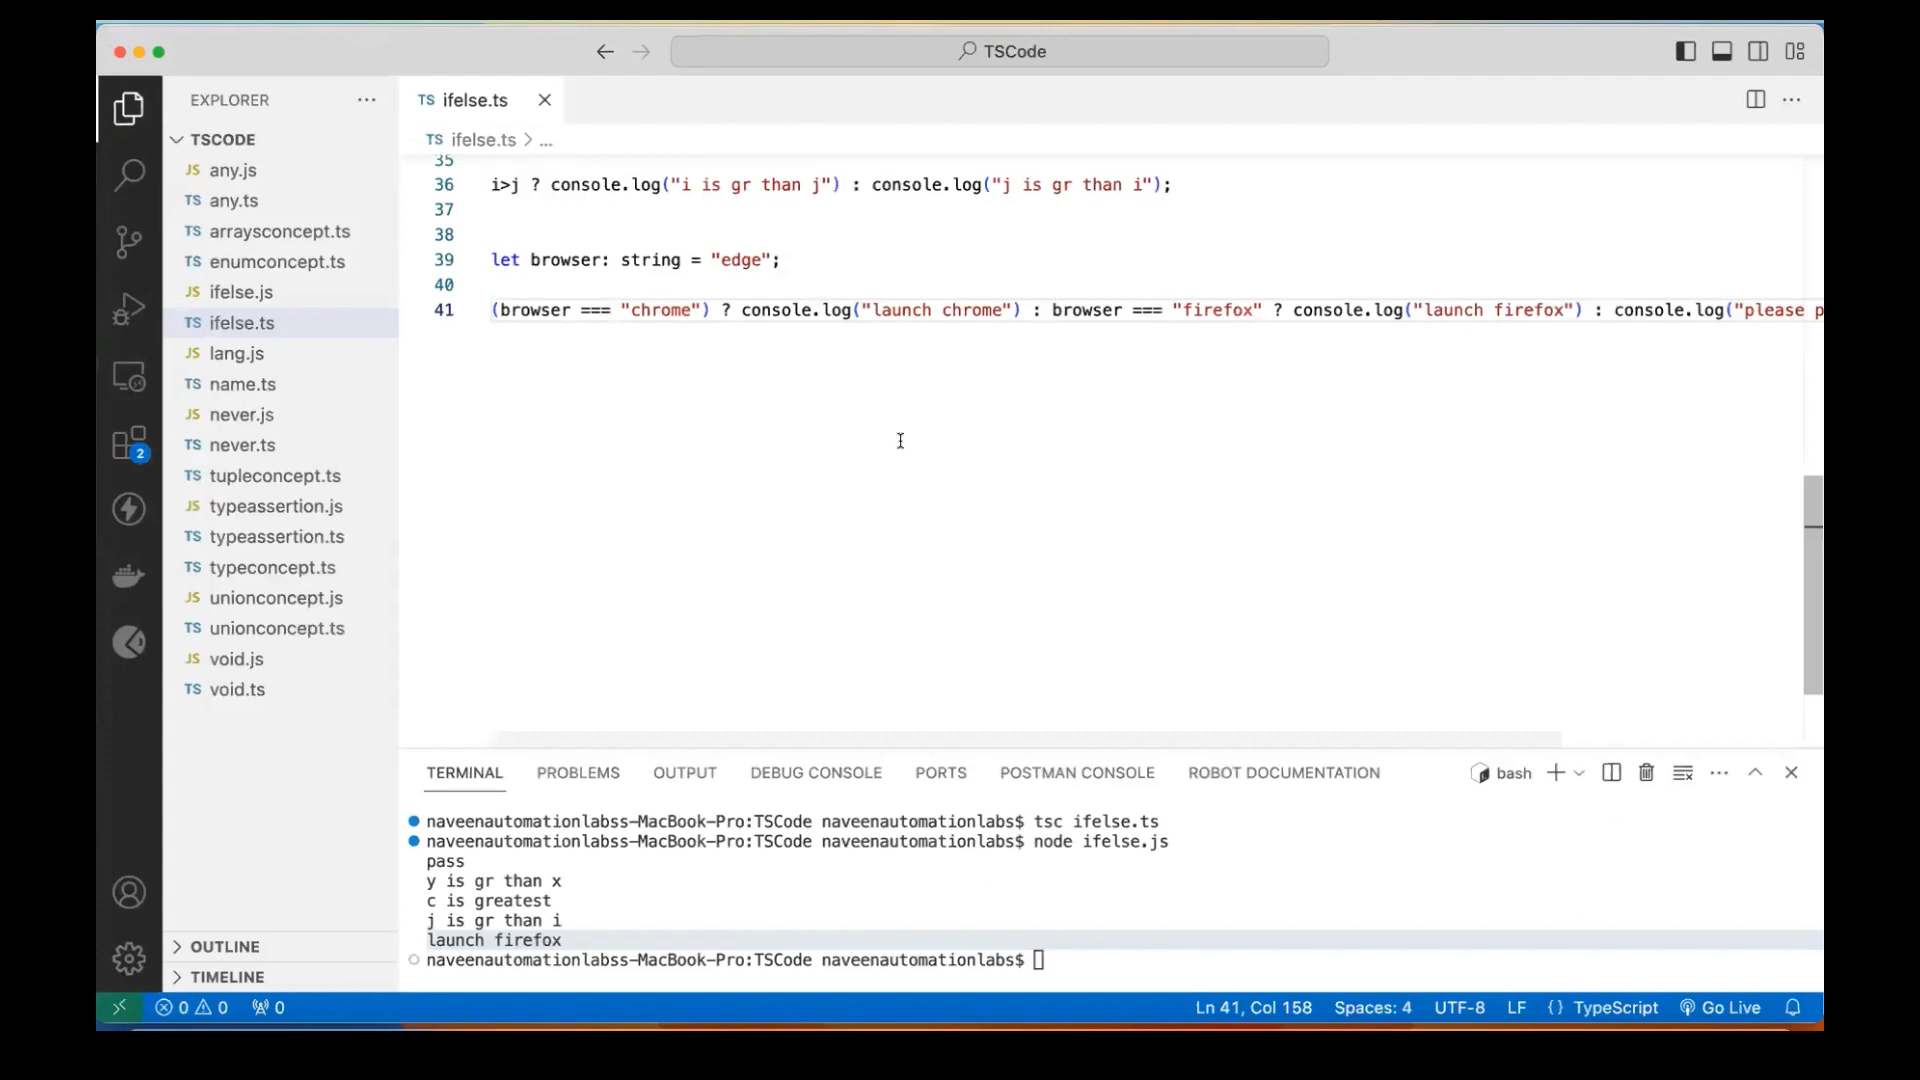 TSCode
EXPLORER
TSCODE
JS any.js
TS any.ts
TS arraysconcept.ts
TS enumconcept.ts
JS ifelse.js
TS ifelse.ts
JS lang.js
TS name.ts
JS never.js
TS never.ts
TS tupleconcept.ts
JS typeassertion.js
TS typeassertion.ts
TS typeconcept.ts
JS unionconcept.js
TS unionconcept.ts
JS void.js
TS void.ts
OUTLINE
TIMELINE
2
TS ifelse.ts
TS ifelse.ts > ...
35
36 i>j ? console.log("i is gr than j") : console.log("j is gr than i");
37
38
39 let browser: string = "edge";
40
41 (browser === "chrome") ? console.log("launch chrome") : browser === "firefox" ? console.log("launch firefox") : console.log("please p
TERMINAL PROBLEMS OUTPUT DEBUG CONSOLE PORTS POSTMAN CONSOLE ROBOT DOCUMENTATION bash
naveenautomationlabss-MacBook-Pro:TSCode naveenautomationlabs$ tsc ifelse.ts
naveenautomationlabss-MacBook-Pro:TSCode naveenautomationlabs$ node ifelse.js
pass
y is gr than x
c is greatest
j is gr than i
launch firefox
naveenautomationlabss-MacBook-Pro:TSCode naveenautomationlabs$
0 0 0 Ln 41, Col 158 Spaces: 4 UTF-8 LF {} TypeScript Go Live